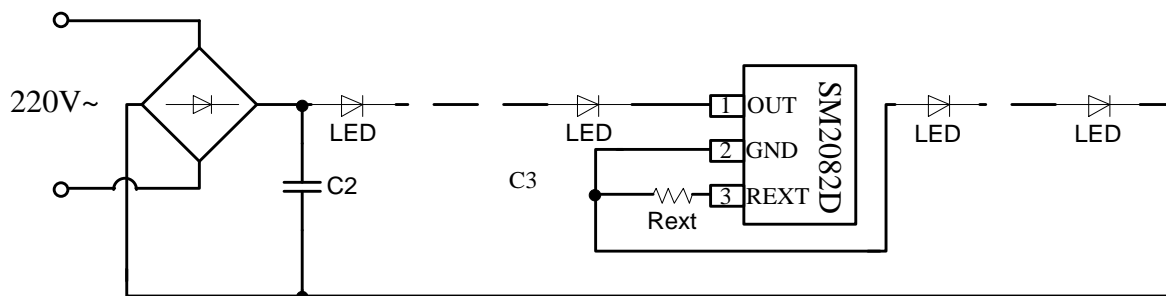 220V~
LED
LED
LED
LED
C2
C3
1 OUT
2 GND
3 REXT
SM2082D
Rext